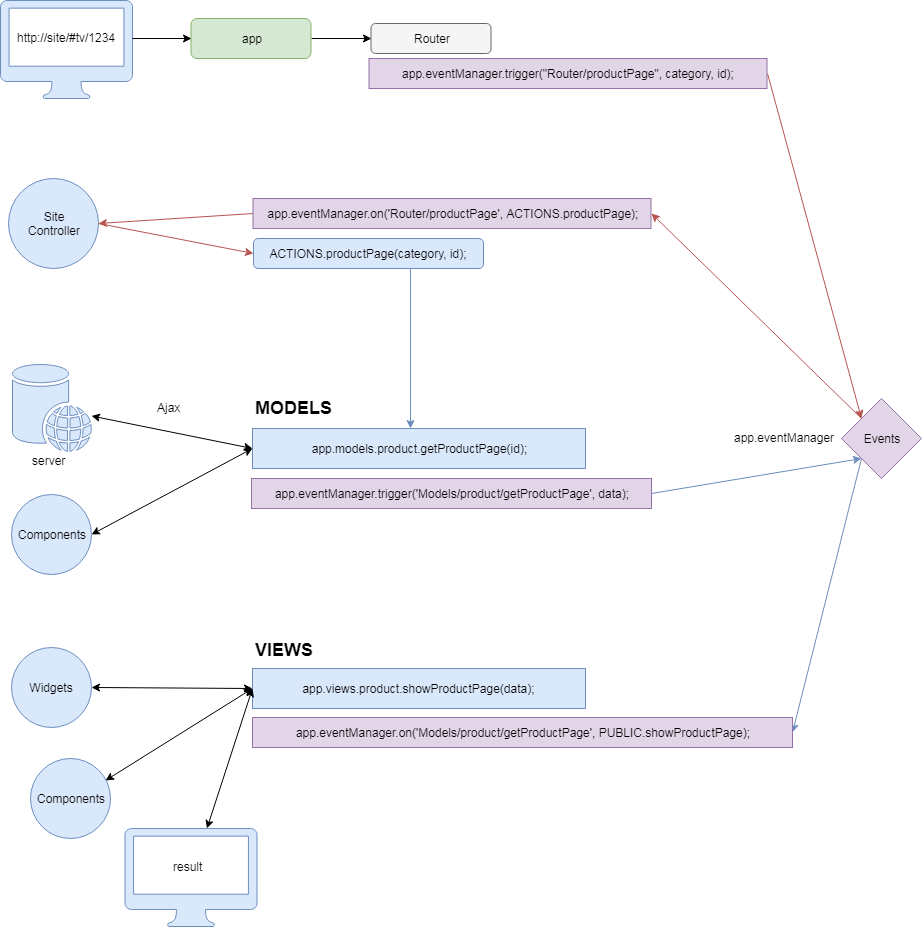 http://site/#tv/1234
app
Router
app.eventManager.trigger("Router/productPage", category, id);
Site
Controller
app.eventManager.on('Router/productPage', ACTIONS.productPage);
ACTIONS.productPage(category, id);
Ajax
MODELS
server
app.models.product.getProductPage(id);
app.eventManager
Events
app.eventManager.trigger('Models/product/getProductPage', data);
Components
VIEWS
Widgets
app.views.product.showProductPage(data);
app.eventManager.on('Models/product/getProductPage', PUBLIC.showProductPage);
Components
result